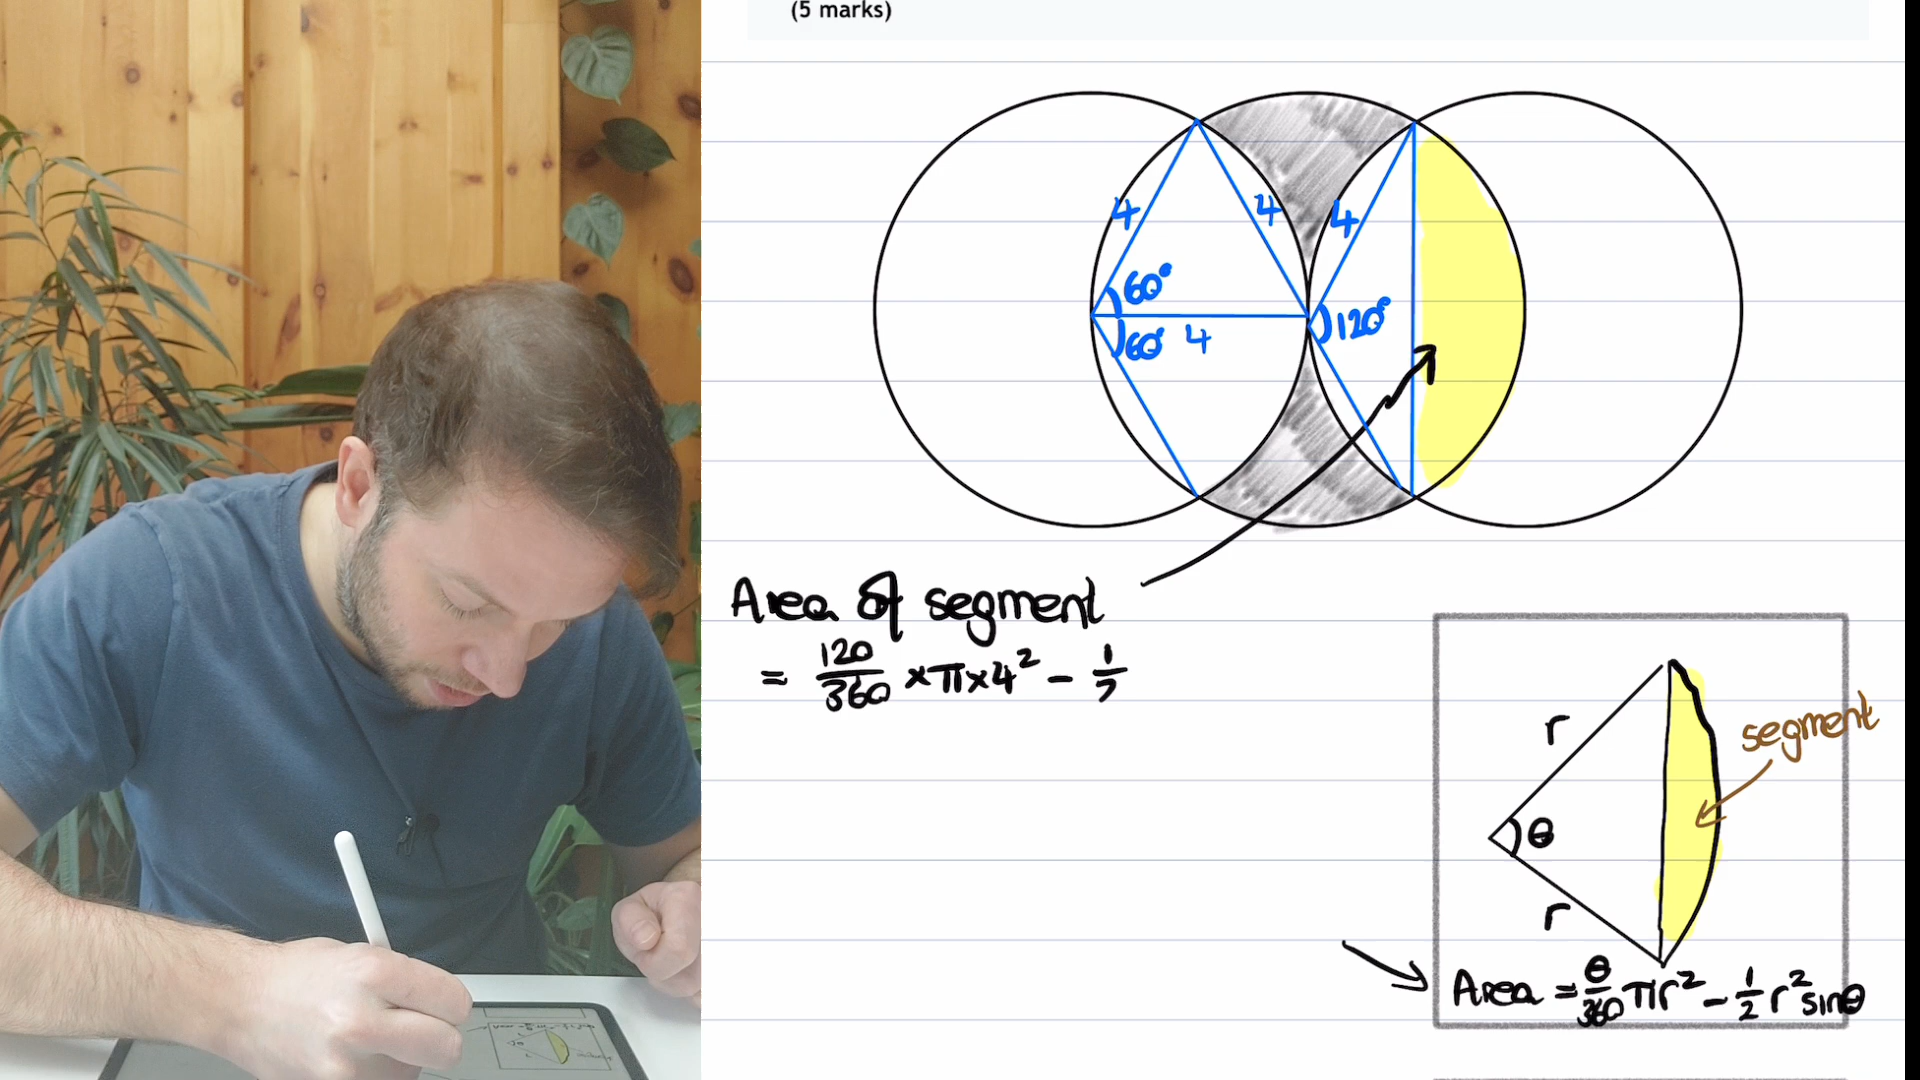 (5 marks)
4
4
4
60°
120°
60°
4
Area of segment
= 120/360 × π × 4² − 1/2
r
segment
θ
r
Area = θ/360 πr² − 1/2 r² sinθ